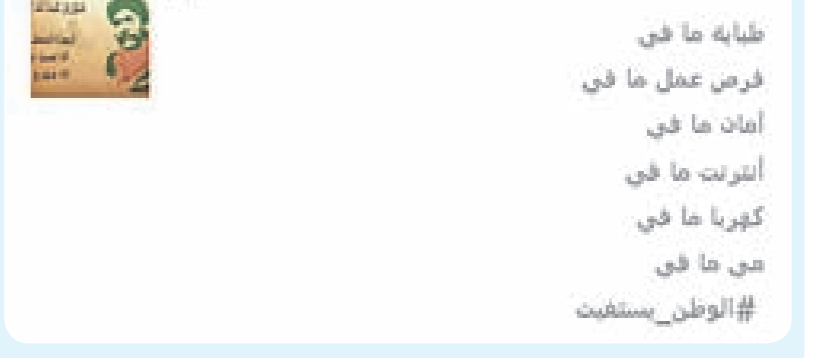 طبابة ما في
فرص عمل ما في
أمان ما في
أنترنت ما في
كهربا ما في
مي ما في
#الوطن_يستغيث